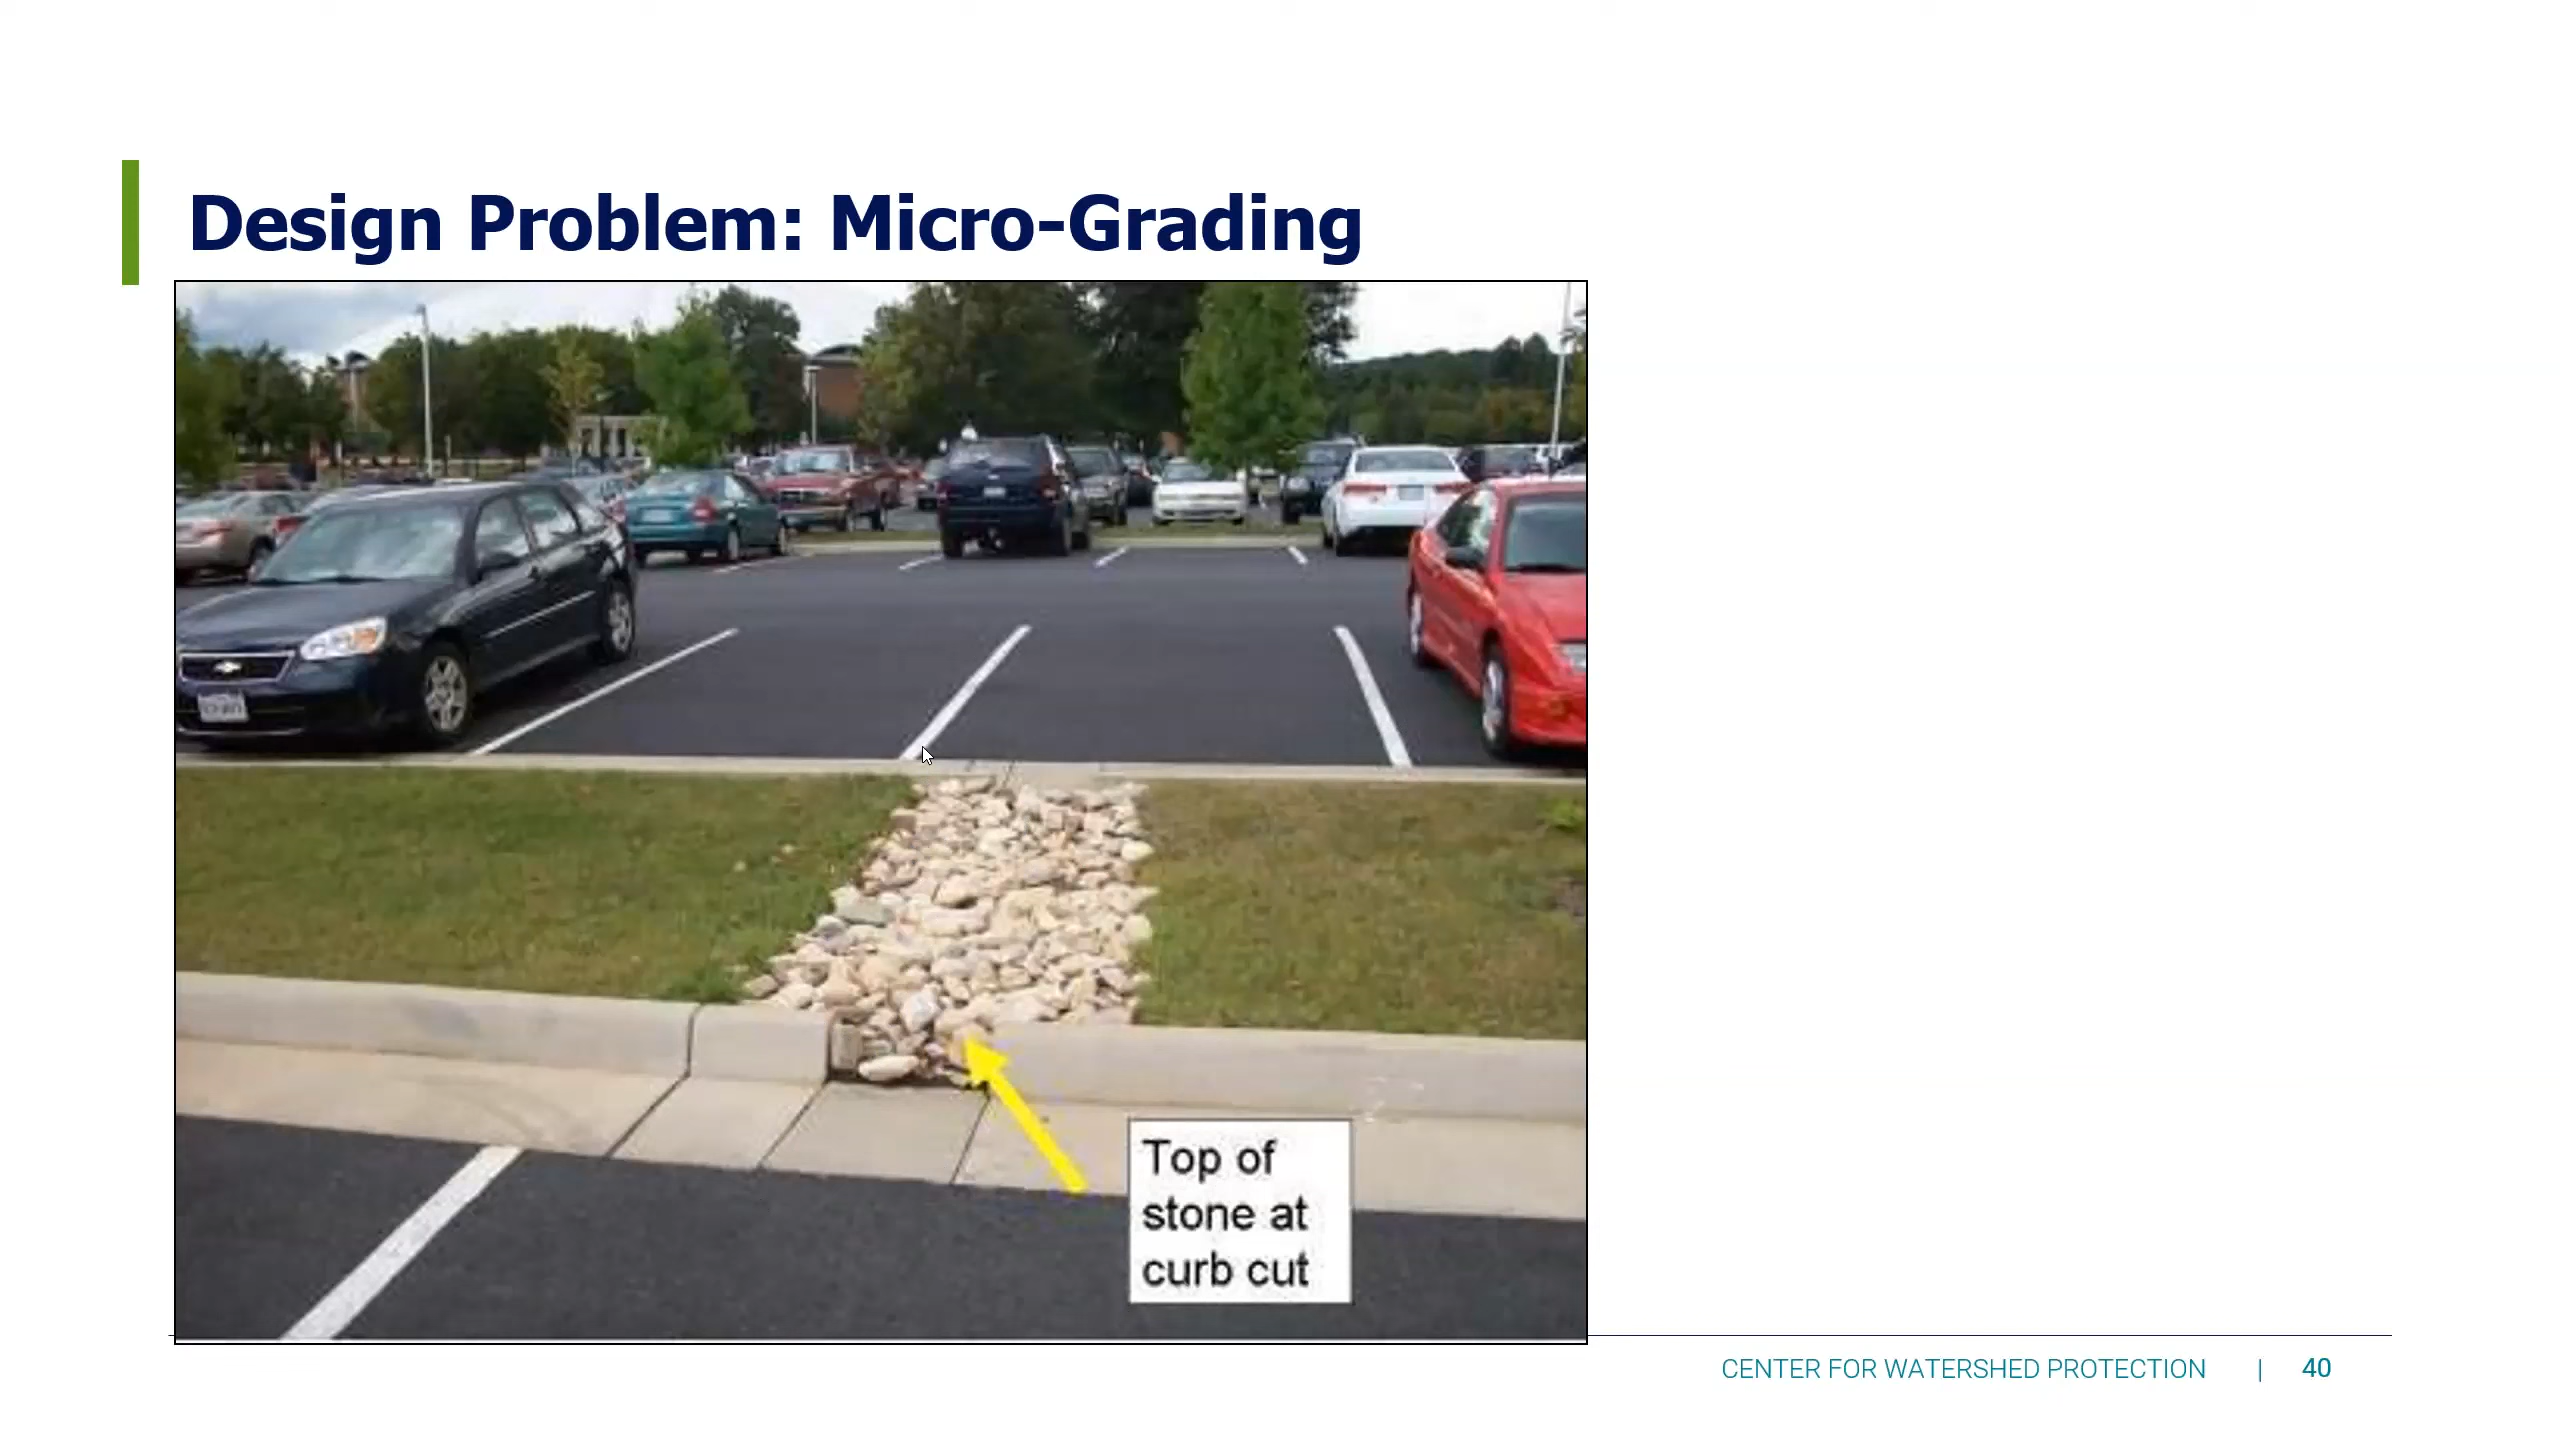 Design Problem: Micro-Grading
Top of
stone at
curb cut
CENTER FOR WATERSHED PROTECTION | 40